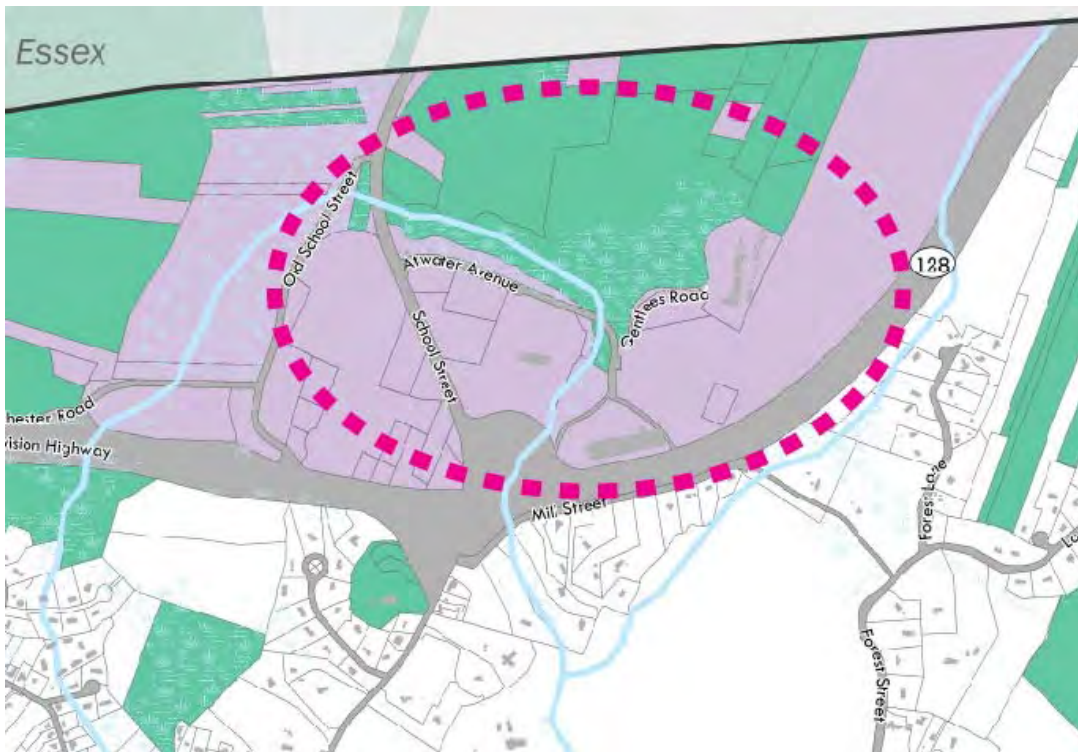 Essex
Old School Street
Atwater Avenue
School Street
Gentlees Road
128
hester Road
vision Highway
Mill Street
Forest Lane
Forest Street